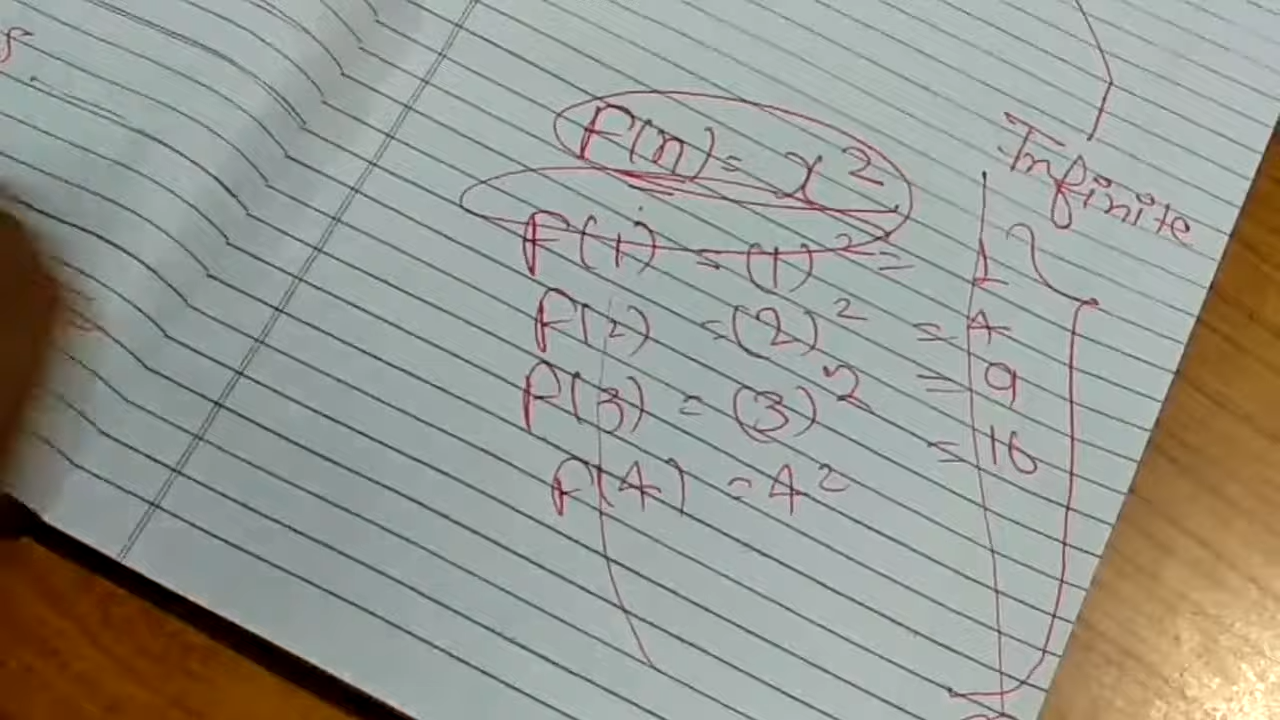 F(n) = x²
Infinite
F(1) = (1)² = 1
F(2) = (2)² = 4
F(3) = (3)² = 9
F(4) = 4² = 16